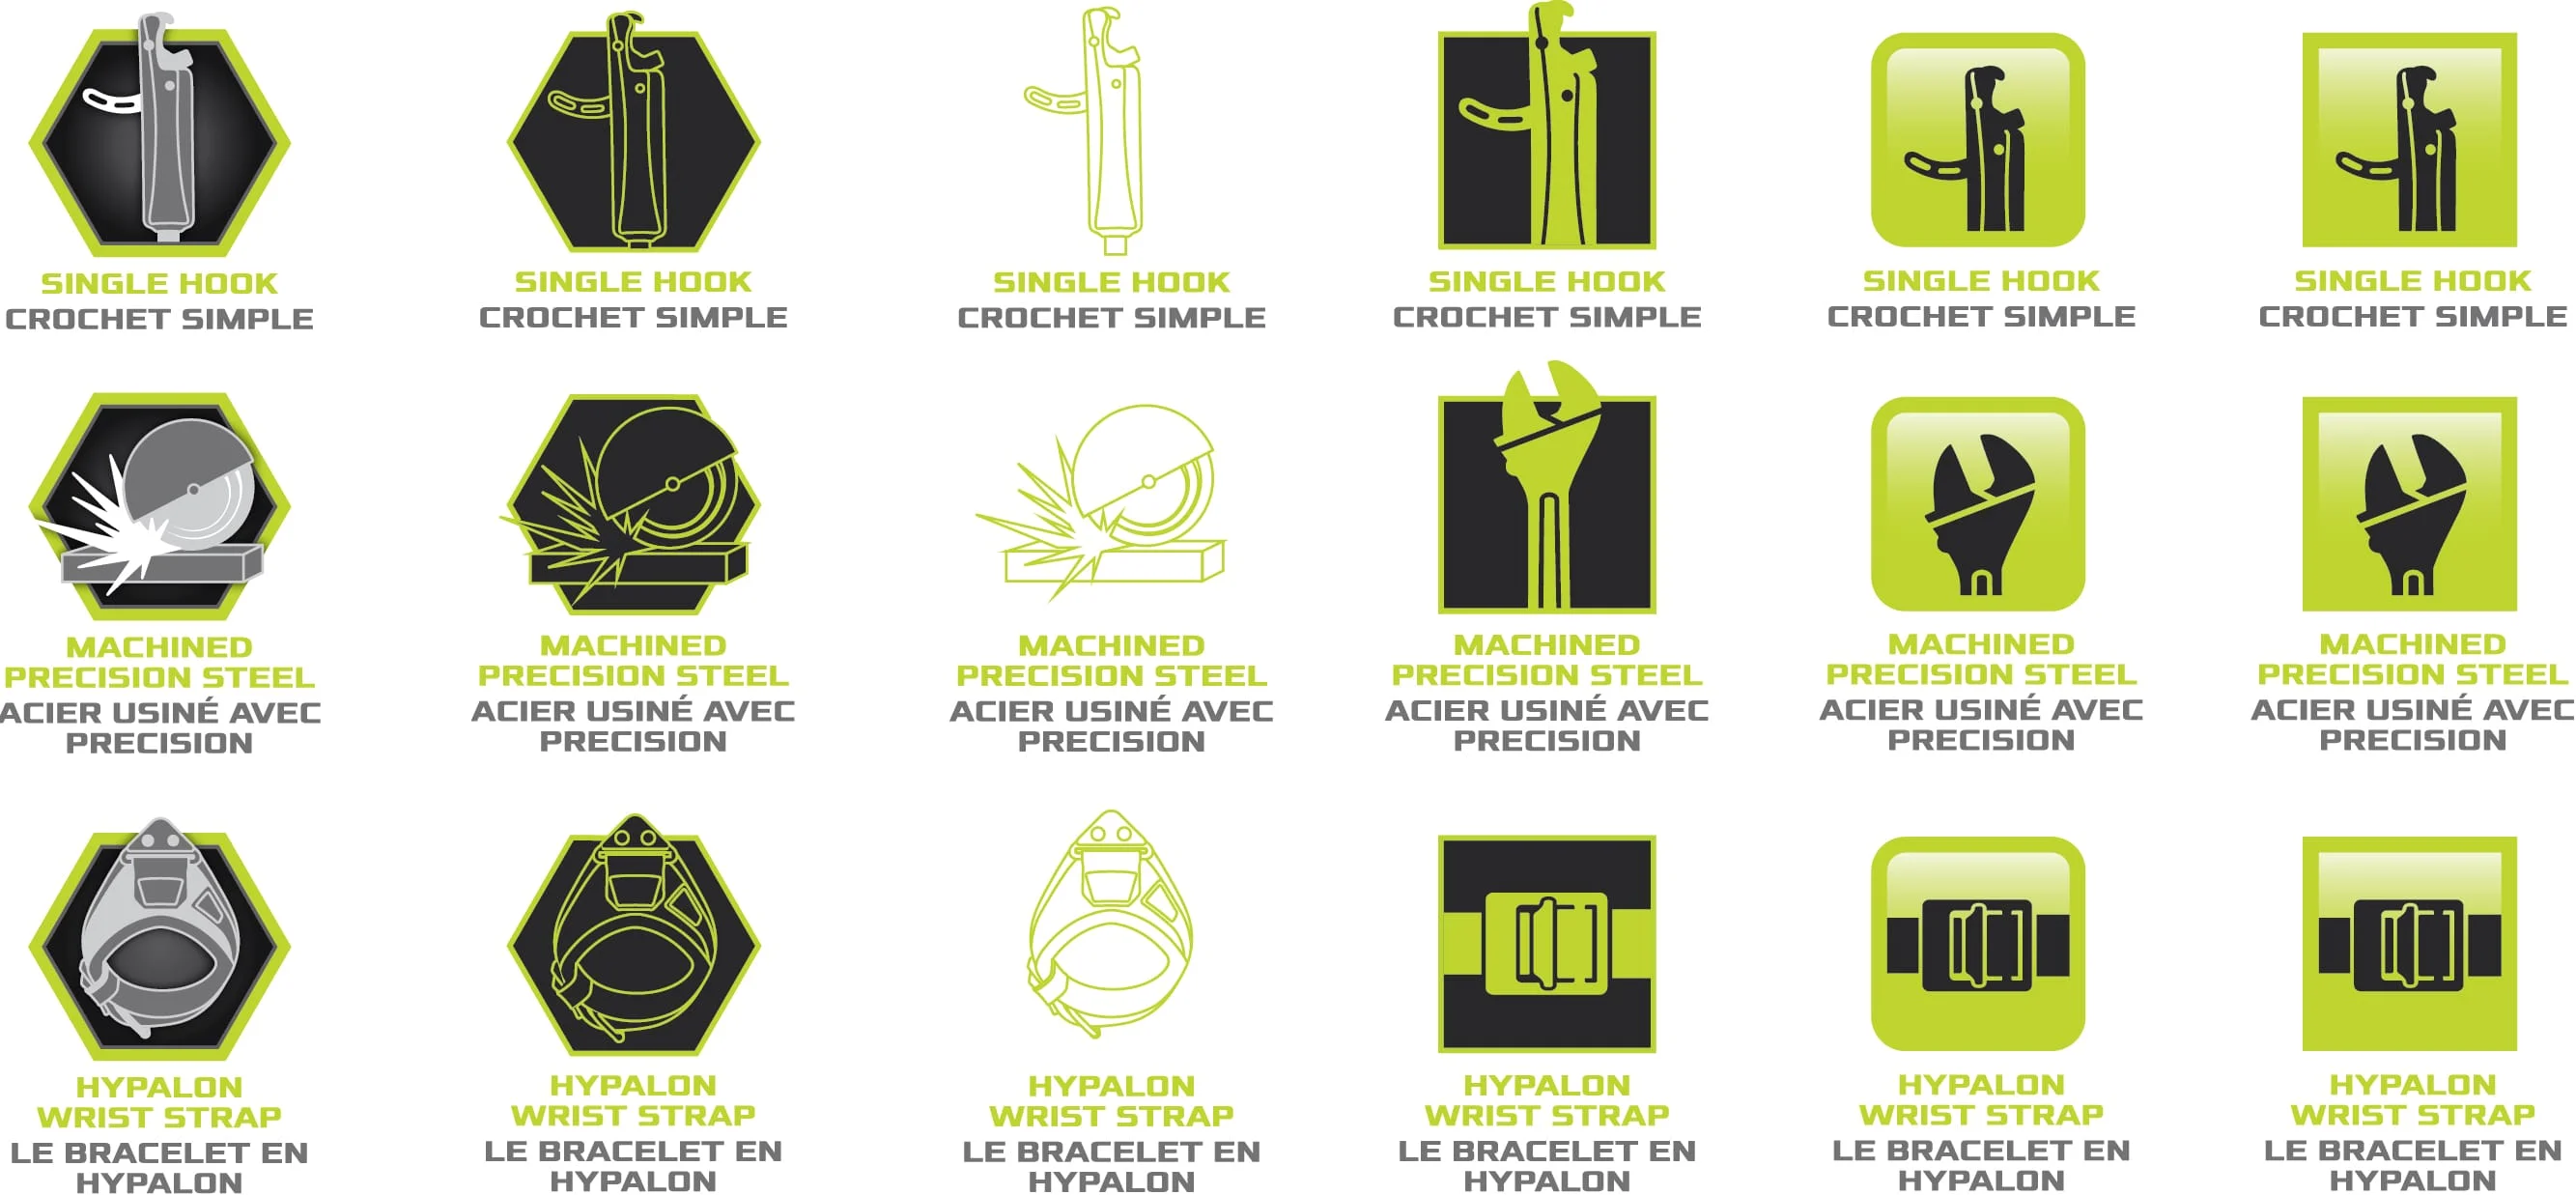 SINGLE HOOK
CROCHET SIMPLE
SINGLE HOOK
CROCHET SIMPLE
SINGLE HOOK
CROCHET SIMPLE
SINGLE HOOK
CROCHET SIMPLE
SINGLE HOOK
CROCHET SIMPLE
SINGLE HOOK
CROCHET SIMPLE
MACHINED
PRECISION STEEL
ACIER USINÉ AVEC
PRECISION
MACHINED
PRECISION STEEL
ACIER USINÉ AVEC
PRECISION
MACHINED
PRECISION STEEL
ACIER USINÉ AVEC
PRECISION
MACHINED
PRECISION STEEL
ACIER USINÉ AVEC
PRECISION
MACHINED
PRECISION STEEL
ACIER USINÉ AVEC
PRECISION
MACHINED
PRECISION STEEL
ACIER USINÉ AVEC
PRECISION
HYPALON
WRIST STRAP
LE BRACELET EN
HYPALON
HYPALON
WRIST STRAP
LE BRACELET EN
HYPALON
HYPALON
WRIST STRAP
LE BRACELET EN
HYPALON
HYPALON
WRIST STRAP
LE BRACELET EN
HYPALON
HYPALON
WRIST STRAP
LE BRACELET EN
HYPALON
HYPALON
WRIST STRAP
LE BRACELET EN
HYPALON